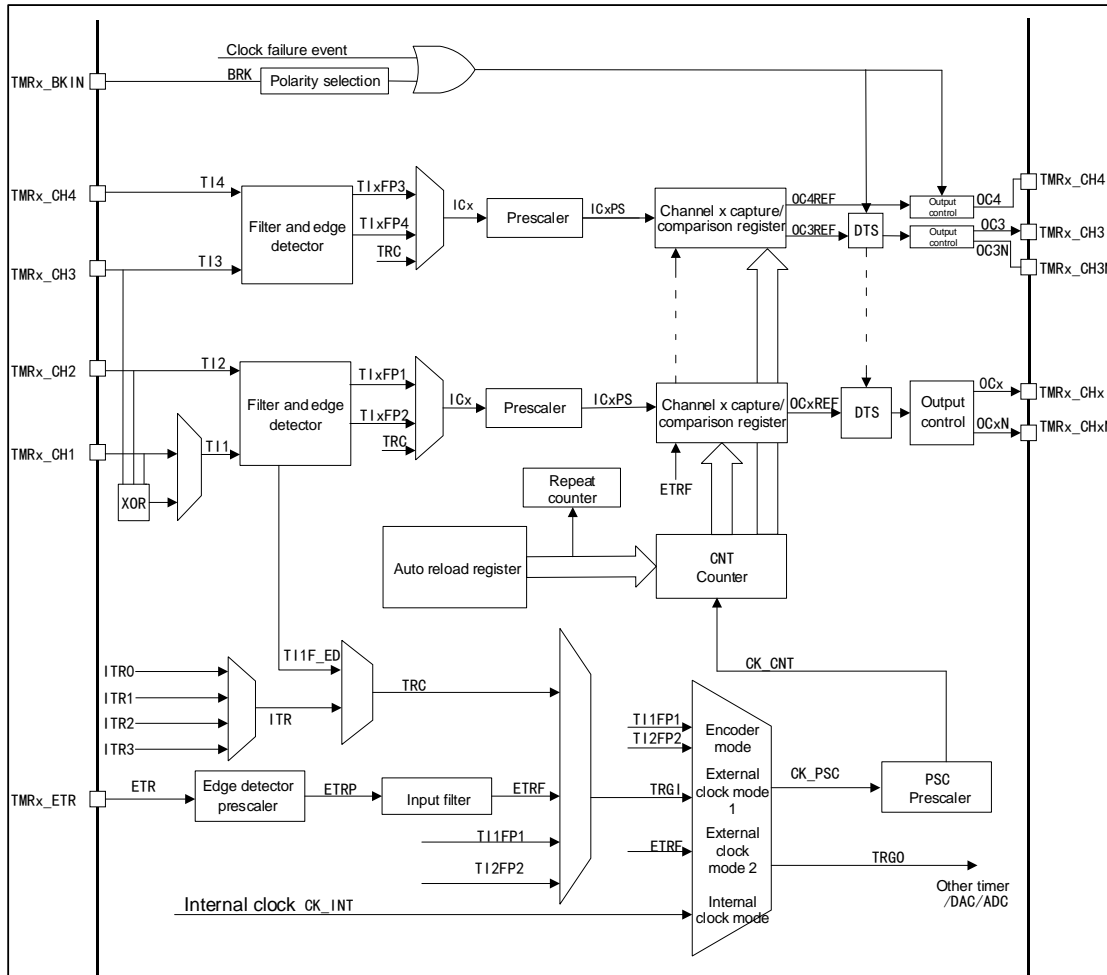 Clock failure event
BRK
Polarity selection
TMRx_BKIN
TMRx_CH4
TI4
TIxFP3
ICx
Prescaler
ICxPS
Channel x capture/
comparison register
OC4REF
Output
control
OC4
TMRx_CH4
Filter and edge
detector
TIxFP4
TRC
OC3REF
DTS
Output
control
OC3
TMRx_CH3
OC3N
TMRx_CH3N
TMRx_CH3
TI3
TMRx_CH2
TI2
TIxFP1
ICx
Prescaler
ICxPS
Channel x capture/
comparison register
OCxREF
DTS
Output
control
OCx
TMRx_CHx
OCxN
TMRx_CHxN
Filter and edge
detector
TIxFP2
TRC
TMRx_CH1
TI1
XOR
ETRF
Repeat
counter
Auto reload register
CNT
Counter
TI1F_ED
CK_CNT
ITR0
ITR1
ITR2
ITR3
ITR
TRC
TI1FP1
TI2FP2
Encoder
mode
TMRx_ETR
ETR
Edge detector
prescaler
ETRP
Input filter
ETRF
TRGI
External
clock mode
1
CK_PSC
PSC
Prescaler
TI1FP1
TI2FP2
ETRF
External
clock
mode 2
TRGO
Other timer
/DAC/ADC
Internal clock CK_INT
Internal
clock mode